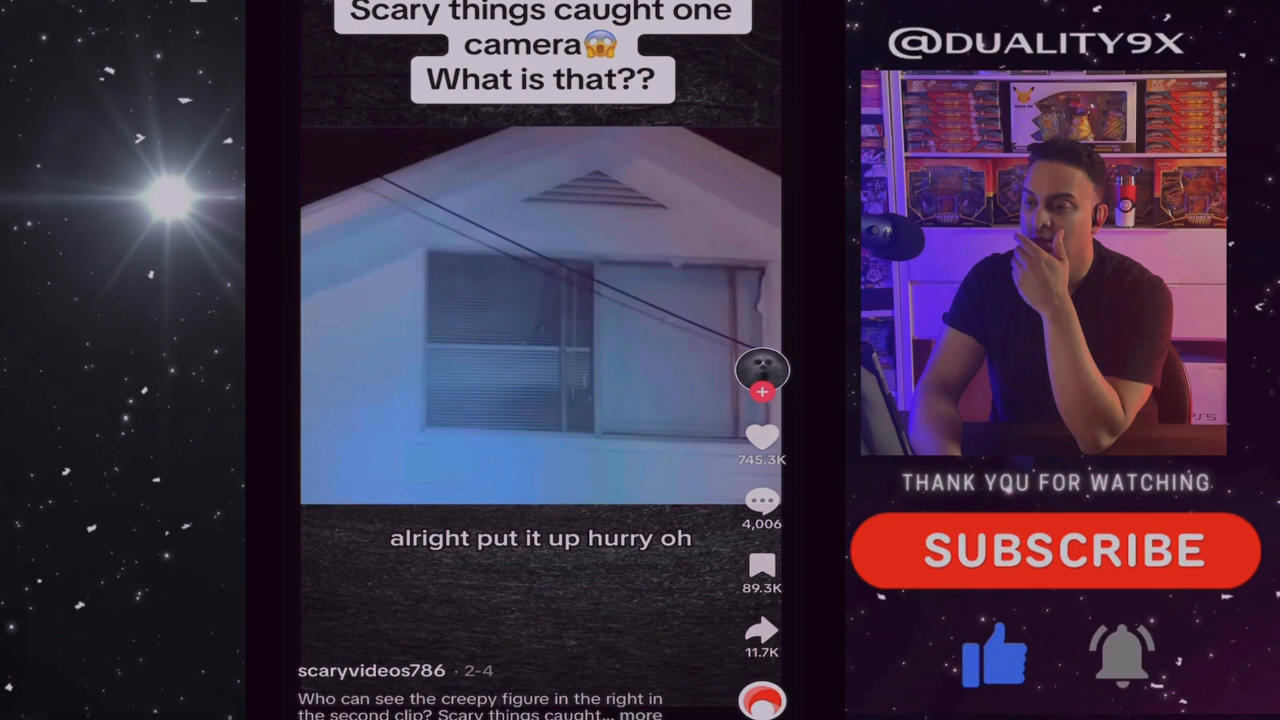 Scary things caught one
camera😱
What is that??
@DUALITY9X
745.3K
alright put it up hurry oh
4,006
89.3K
11.7K
scaryvideos786 · 2-4
Who can see the creepy figure in the right in
the second clip? Scary things caught... more
PS5
THANK YOU FOR WATCHING
SUBSCRIBE